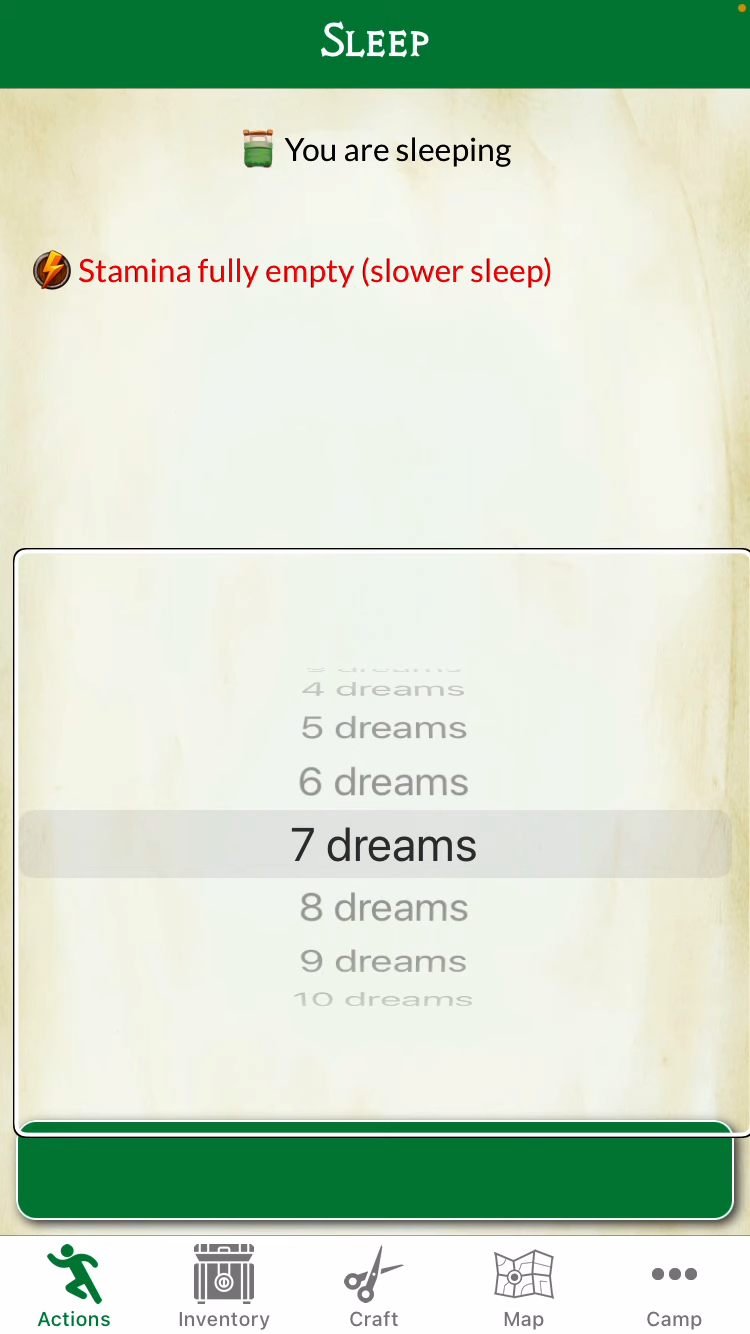 Sleep
You are sleeping
Stamina fully empty (slower sleep)
4 dreams
5 dreams
6 dreams
7 dreams
8 dreams
9 dreams
10 dreams
Actions Inventory Craft Map Camp